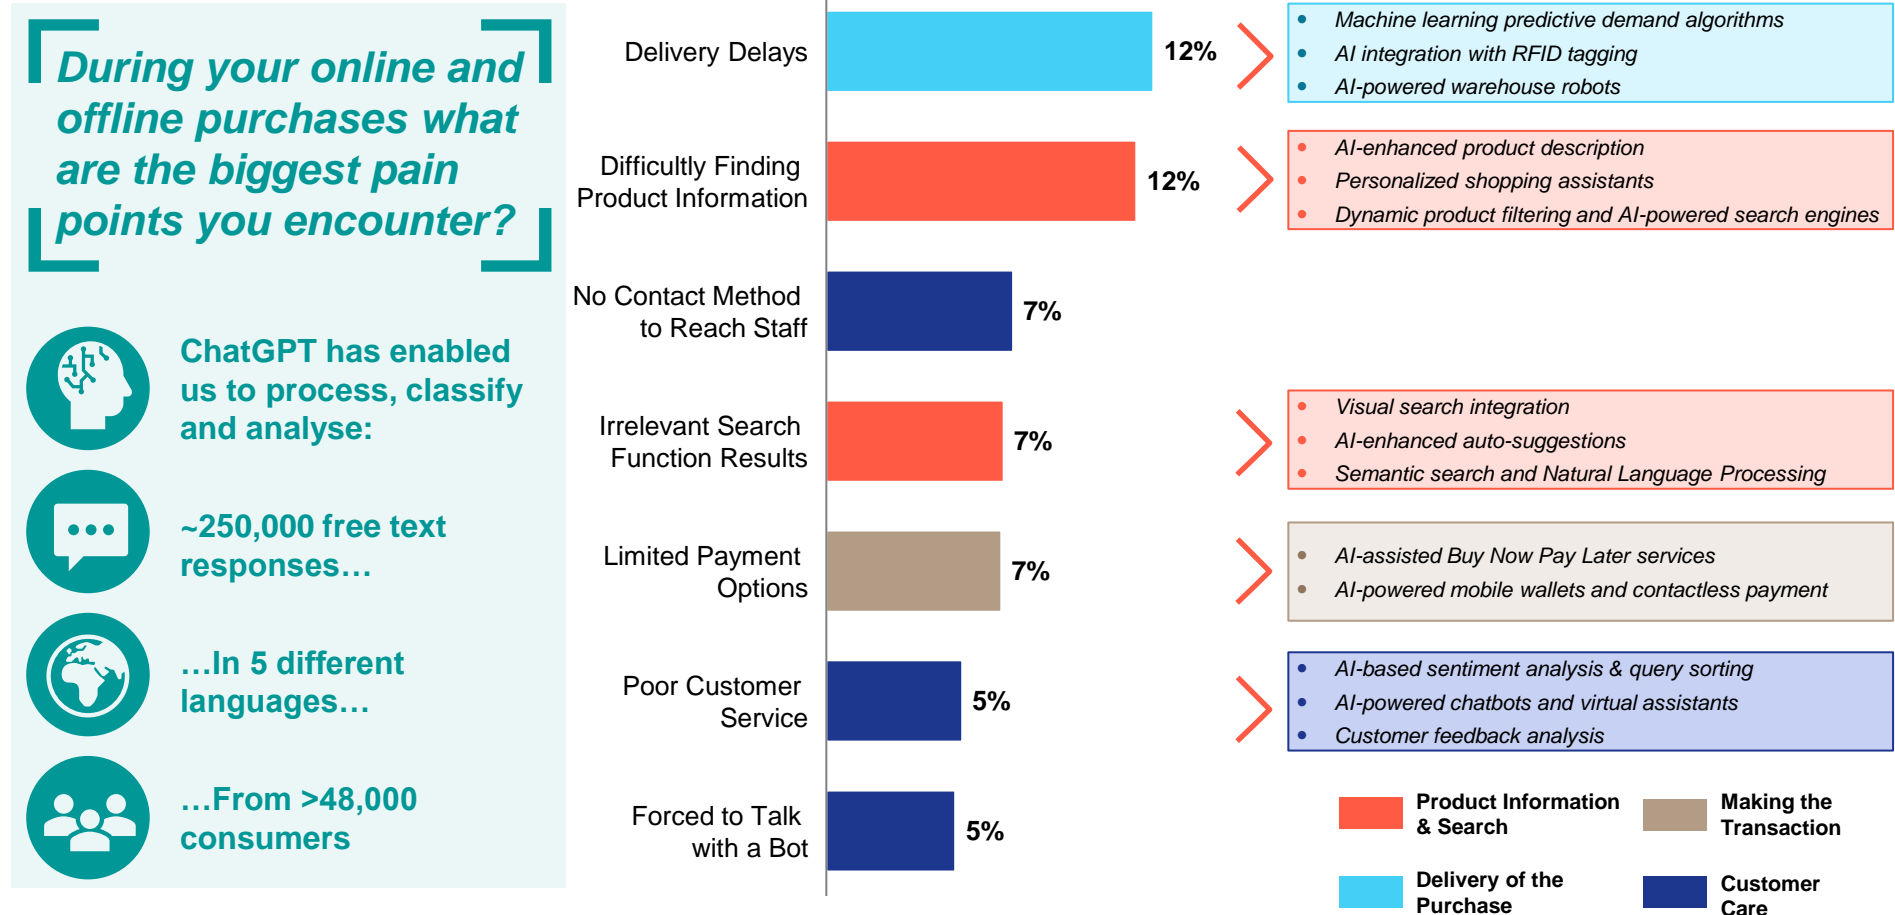 During your online and
offline purchases what
are the biggest pain
points you encounter?
ChatGPT has enabled
us to process, classify
and analyse:
~250,000 free text
responses…
…In 5 different
languages…
…From >48,000
consumers
Delivery Delays
12%
• Machine learning predictive demand algorithms
• AI integration with RFID tagging
• AI-powered warehouse robots
Difficultly Finding
Product Information
12%
• AI-enhanced product description
• Personalized shopping assistants
• Dynamic product filtering and AI-powered search engines
No Contact Method
to Reach Staff
7%
Irrelevant Search
Function Results
7%
• Visual search integration
• AI-enhanced auto-suggestions
• Semantic search and Natural Language Processing
Limited Payment
Options
7%
• AI-assisted Buy Now Pay Later services
• AI-powered mobile wallets and contactless payment
Poor Customer
Service
5%
• AI-based sentiment analysis & query sorting
• AI-powered chatbots and virtual assistants
• Customer feedback analysis
Forced to Talk
with a Bot
5%
Product Information
& Search
Making the
Transaction
Delivery of the
Purchase
Customer
Care